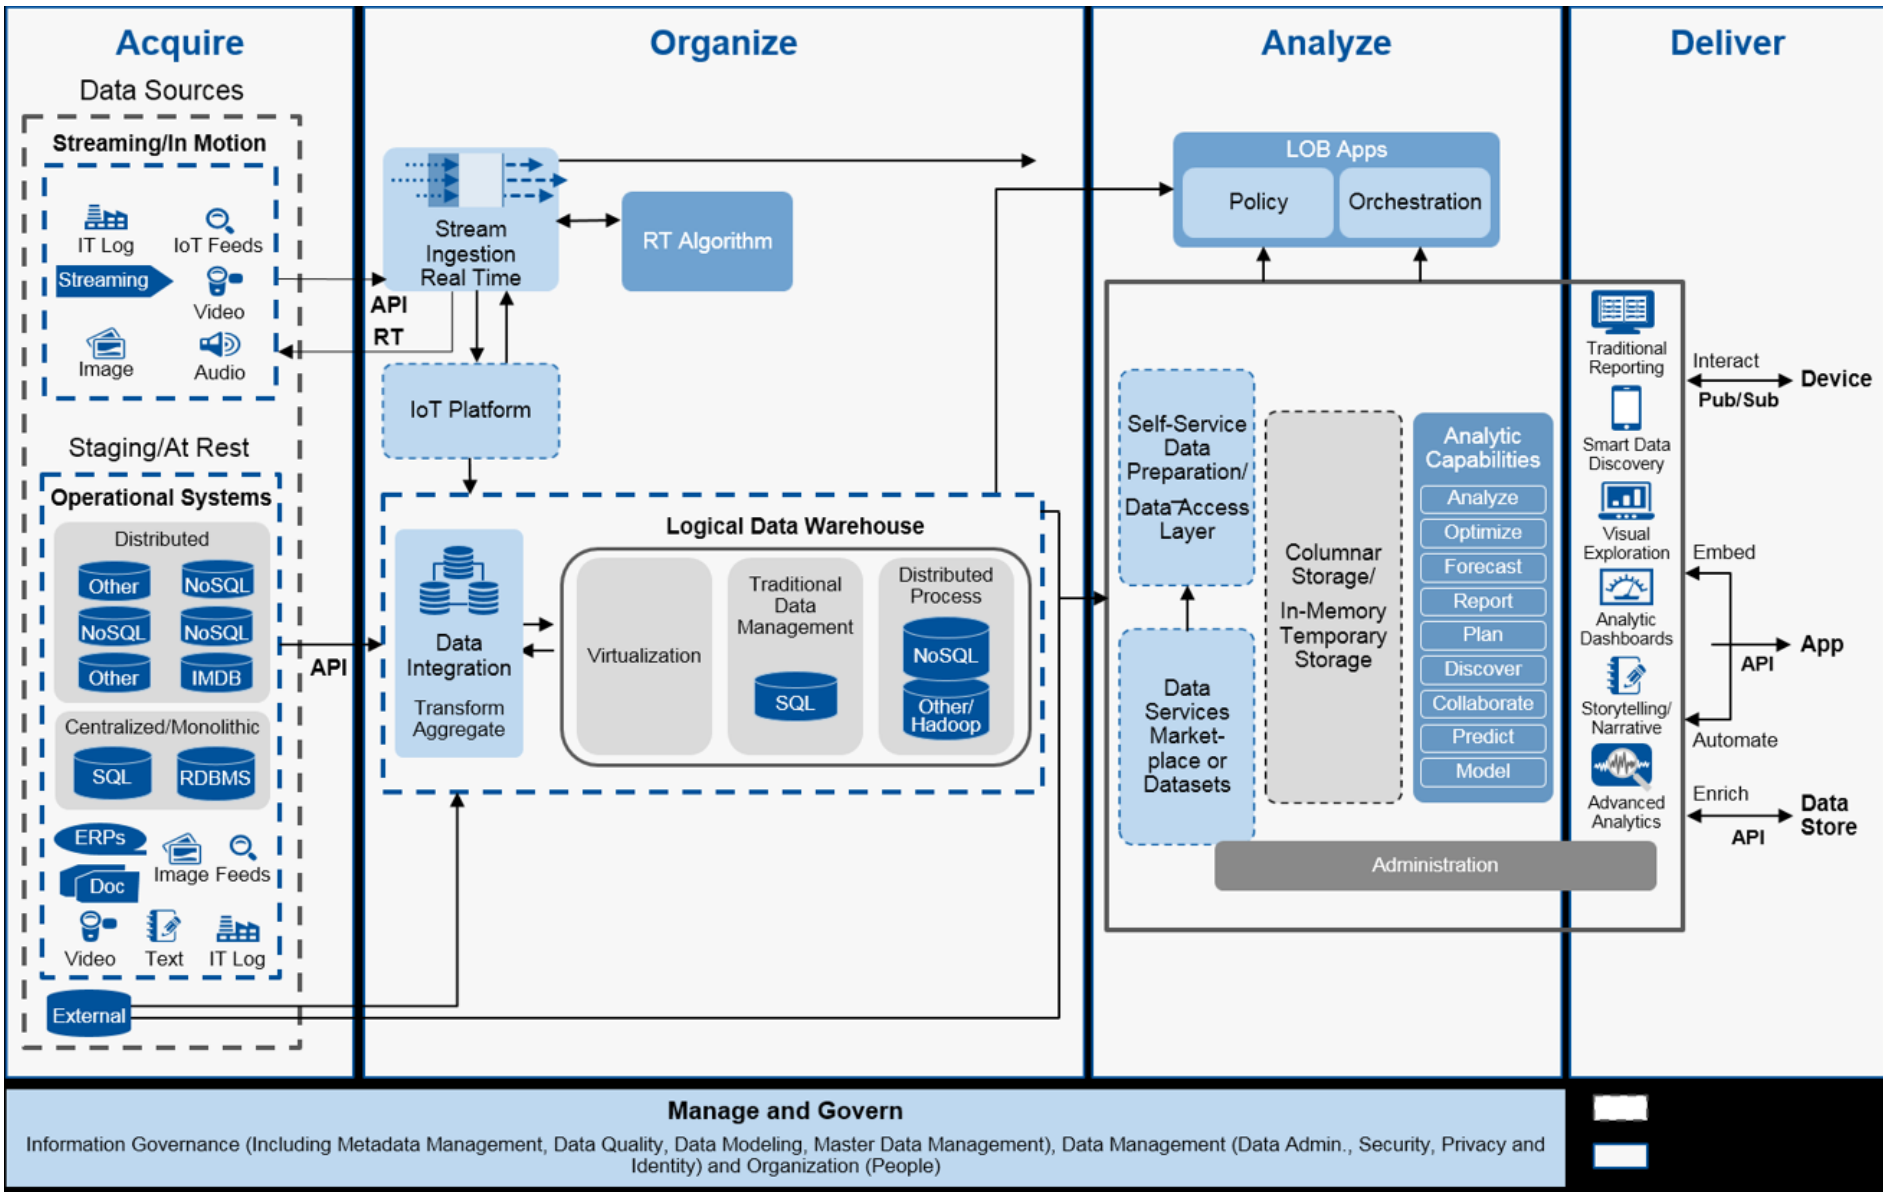 Acquire
Organize
Analyze
Deliver
Data Sources
Streaming/In Motion
IT Log
IoT Feeds
Streaming
Video
Image
Audio
Staging/At Rest
Operational Systems
Distributed
Other
NoSQL
NoSQL
NoSQL
Other
IMDB
Centralized/Monolithic
SQL
RDBMS
ERPs
Doc
Image
Feeds
Video
Text
IT Log
External
API
RT
API
Stream
Ingestion
Real Time
RT Algorithm
IoT Platform
Logical Data Warehouse
Data
Integration
Transform
Aggregate
Virtualization
Traditional
Data
Management
SQL
Distributed
Process
NoSQL
Other/
Hadoop
LOB Apps
Policy
Orchestration
Self-Service
Data
Preparation/
Data Access
Layer
Data
Services
Market-
place or
Datasets
Columnar
Storage/
In-Memory
Temporary
Storage
Analytic
Capabilities
Analyze
Optimize
Forecast
Report
Plan
Discover
Collaborate
Predict
Model
Administration
Traditional
Reporting
Smart Data
Discovery
Visual
Exploration
Analytic
Dashboards
Storytelling/
Narrative
Advanced
Analytics
Interact
Pub/Sub
Device
Embed
API
App
Automate
Enrich
API
Data
Store
Manage and Govern
Information Governance (Including Metadata Management, Data Quality, Data Modeling, Master Data Management), Data Management (Data Admin., Security, Privacy and
Identity) and Organization (People)